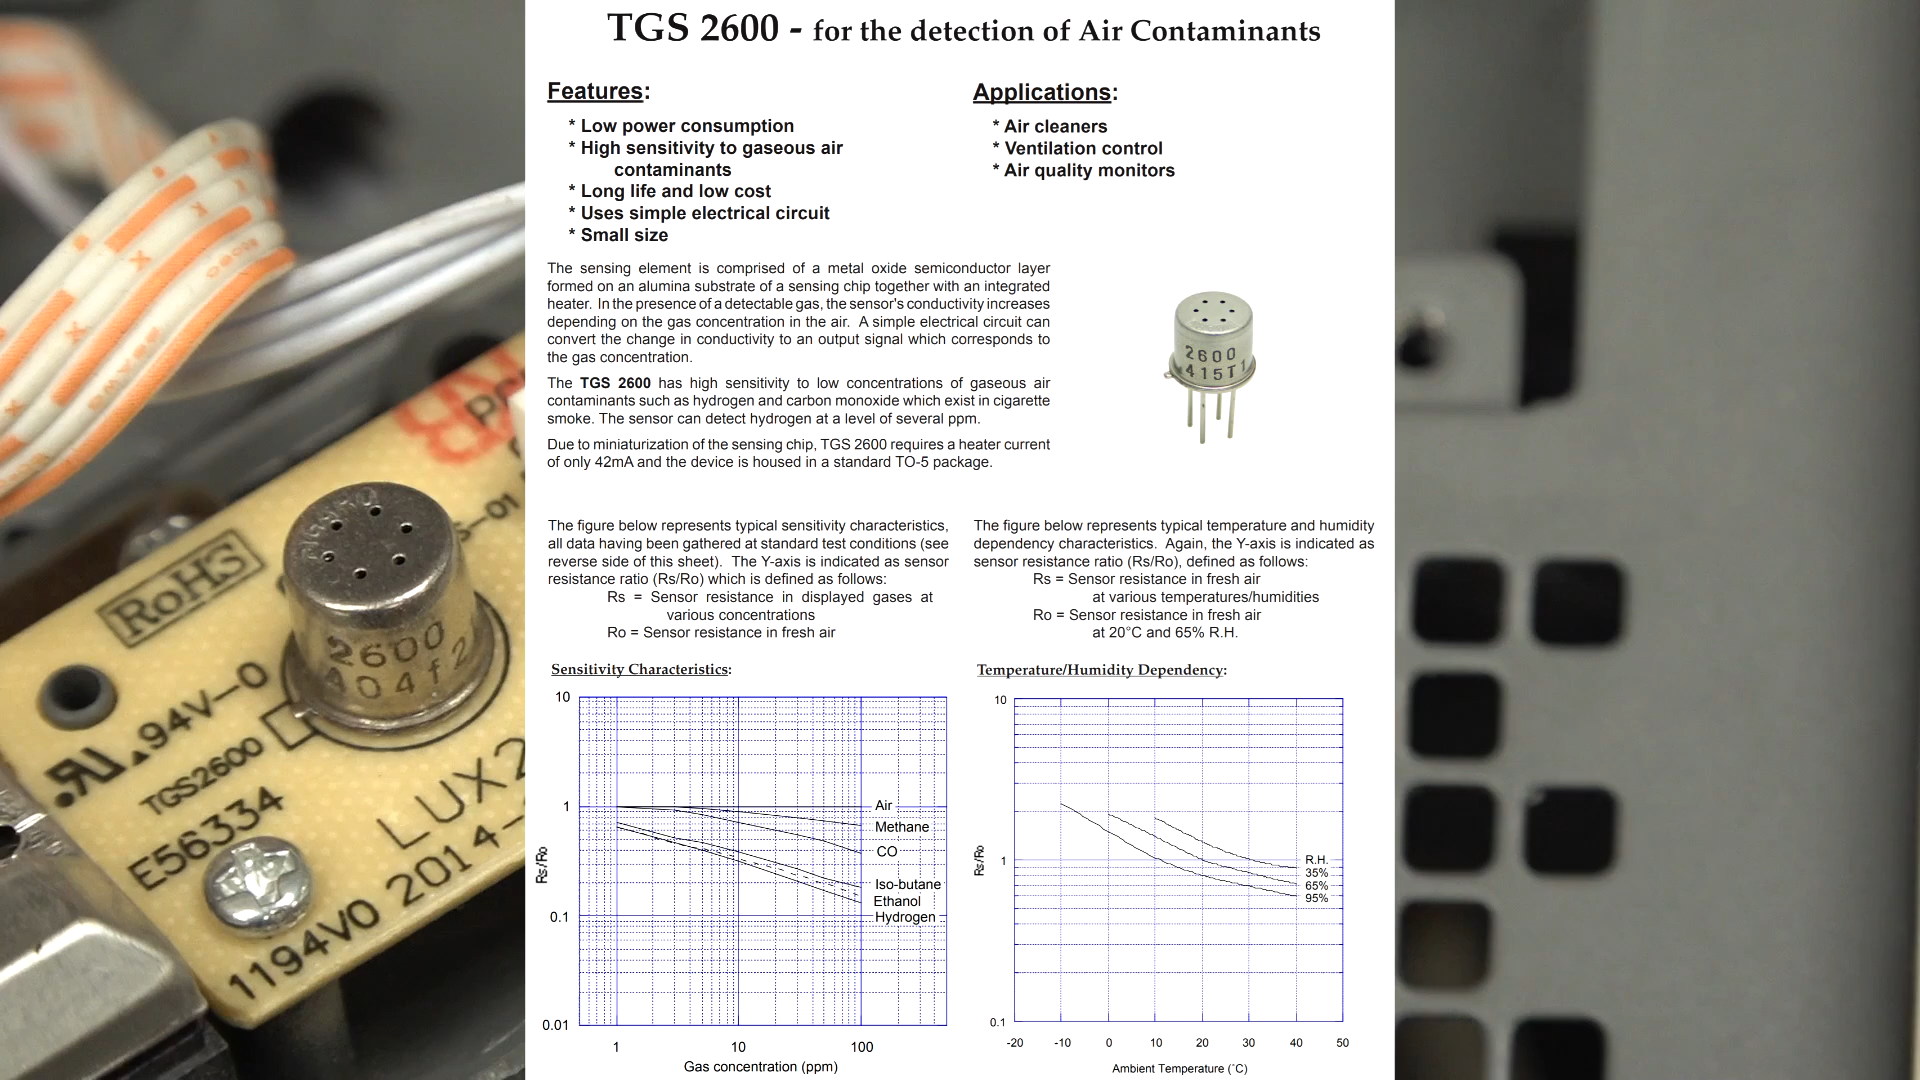 TGS 2600 - for the detection of Air Contaminants
Features:
* Low power consumption
* High sensitivity to gaseous air
contaminants
* Long life and low cost
* Uses simple electrical circuit
* Small size
Applications:
* Air cleaners
* Ventilation control
* Air quality monitors
The sensing element is comprised of a metal oxide semiconductor layer
formed on an alumina substrate of a sensing chip together with an integrated
heater. In the presence of a detectable gas, the sensor's conductivity increases
depending on the gas concentration in the air. A simple electrical circuit can
convert the change in conductivity to an output signal which corresponds to
the gas concentration.
The TGS 2600 has high sensitivity to low concentrations of gaseous air
contaminants such as hydrogen and carbon monoxide which exist in cigarette
smoke. The sensor can detect hydrogen at a level of several ppm.
Due to miniaturization of the sensing chip, TGS 2600 requires a heater current
of only 42mA and the device is housed in a standard TO-5 package.
2600
415T1
The figure below represents typical sensitivity characteristics,
all data having been gathered at standard test conditions (see
reverse side of this sheet). The Y-axis is indicated as sensor
resistance ratio (Rs/Ro) which is defined as follows:
Rs = Sensor resistance in displayed gases at
various concentrations
Ro = Sensor resistance in fresh air
The figure below represents typical temperature and humidity
dependency characteristics. Again, the Y-axis is indicated as
sensor resistance ratio (Rs/Ro), defined as follows:
Rs = Sensor resistance in fresh air
at various temperatures/humidities
Ro = Sensor resistance in fresh air
at 20°C and 65% R.H.
Sensitivity Characteristics:
10
1
0.1
0.01
Rs/Ro
Air
Methane
CO
Iso-butane
Ethanol
Hydrogen
1 10 100
Gas concentration (ppm)
Temperature/Humidity Dependency:
10
1
0.1
Rs/Ro
R.H.
35%
65%
95%
-20 -10 0 10 20 30 40 50
Ambient Temperature (˚C)
RoHS
2600
A04f2
94V-0
TGS2600
E56334
LUX2
2014-
1194V0